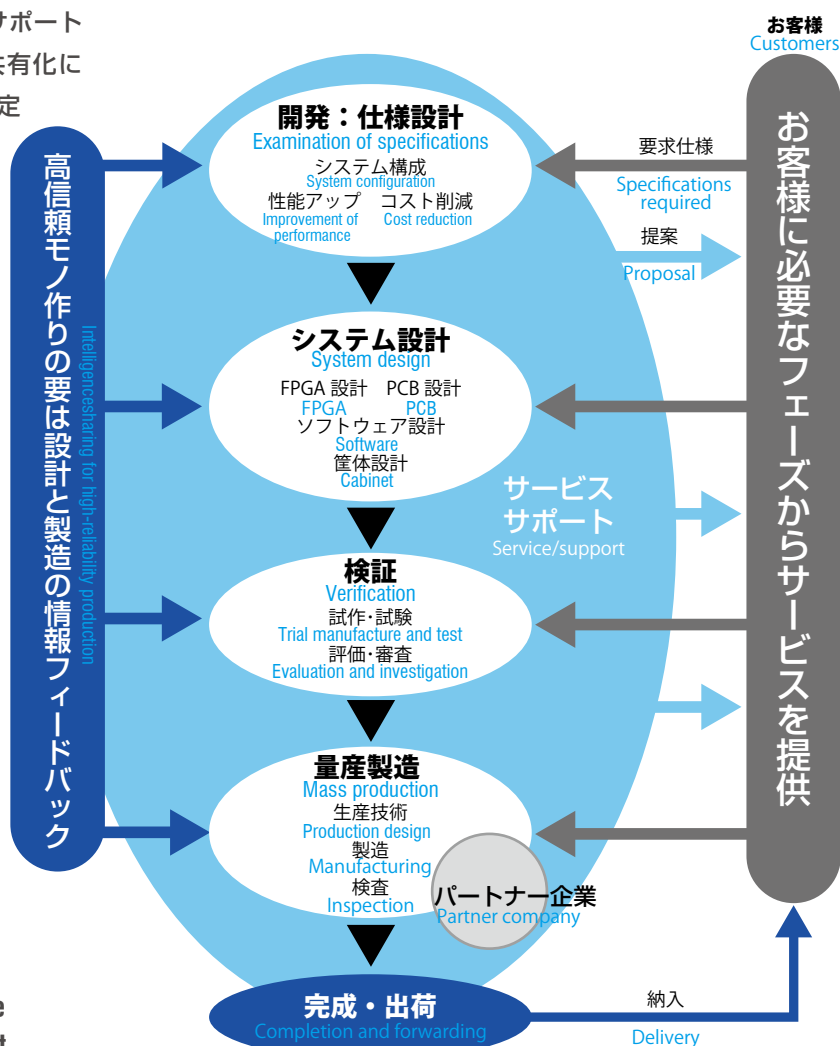 サポート
共有化に
定
お客様
Customers
高信頼モノ作りの要は設計と製造の情報フィードバック
Intelligencesharing for high-reliability production
開発：仕様設計
Examination of specifications
システム構成
System configuration
性能アップ コスト削減
Improvement of performance
Cost reduction
要求仕様
Specifications
required
提案
Proposal
システム設計
System design
FPGA 設計 PCB 設計
FPGA PCB
ソフトウェア設計
Software
筐体設計
Cabinet
サービス
サポート
Service/support
検証
Verification
試作・試験
Trial manufacture and test
評価・審査
Evaluation and investigation
量産製造
Mass production
生産技術
Production design
製造
Manufacturing
検査
Inspection
パートナー企業
Partner company
完成・出荷
Completion and forwarding
納入
Delivery
お客様に必要なフェーズからサービスを提供